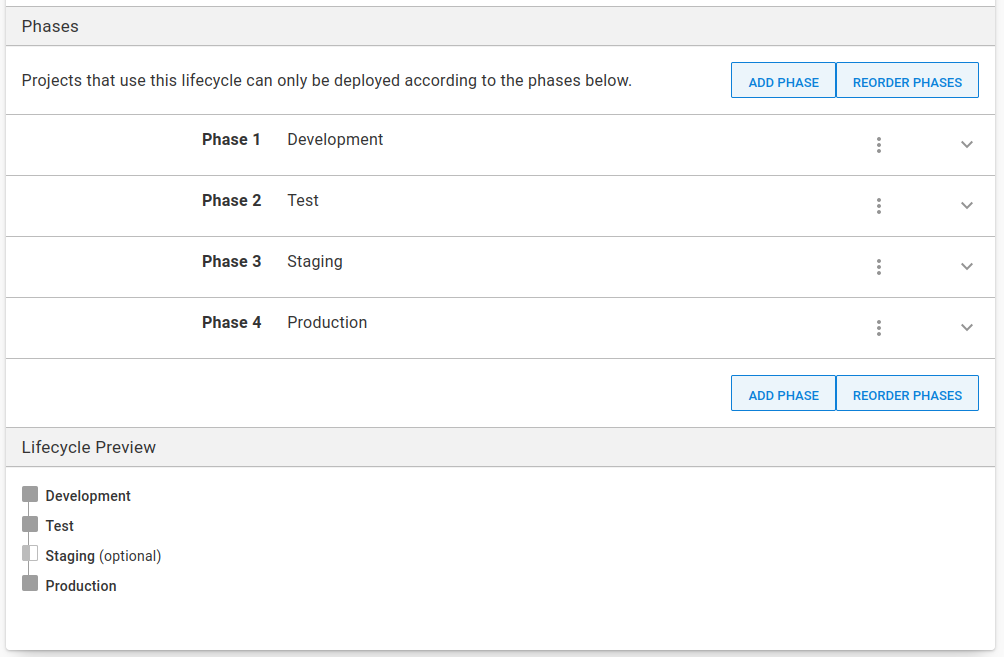 Phases
Projects that use this lifecycle can only be deployed according to the phases below.
ADD PHASE
REORDER PHASES
Phase 1 Development
Phase 2 Test
Phase 3 Staging
Phase 4 Production
ADD PHASE
REORDER PHASES
Lifecycle Preview
Development
Test
Staging (optional)
Production